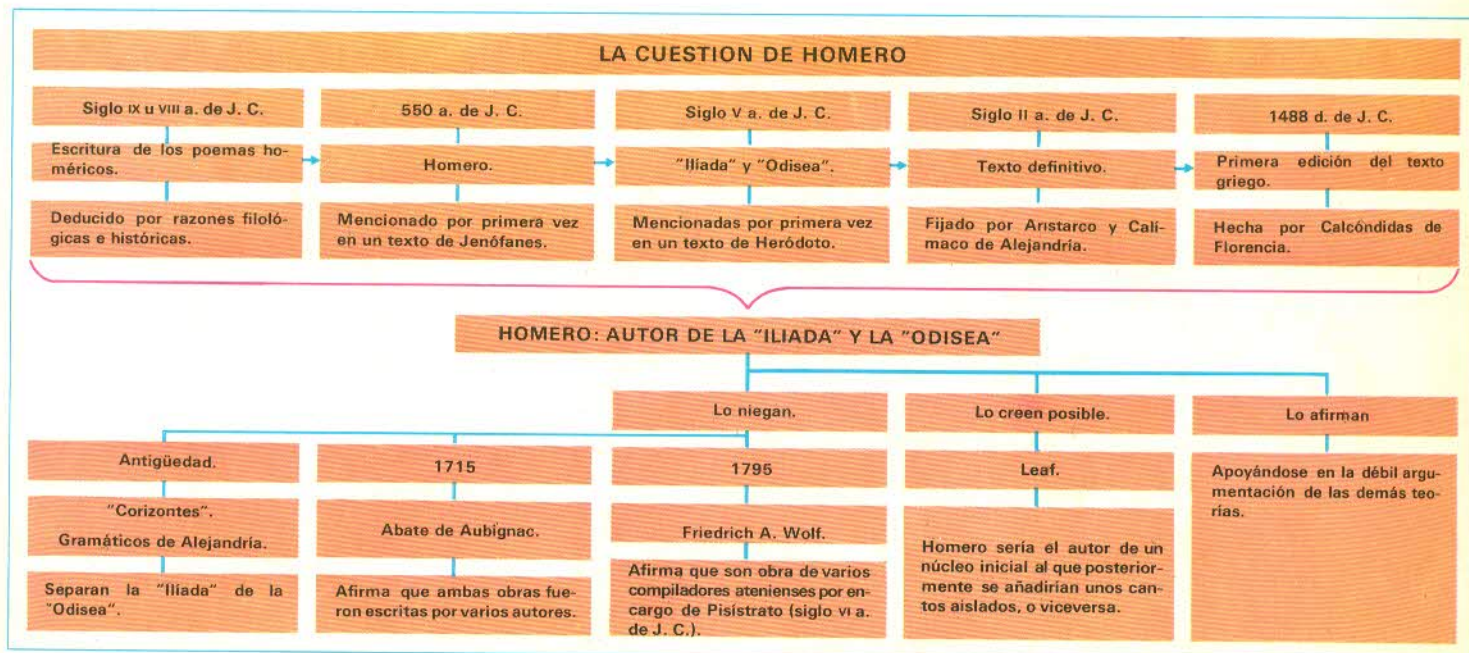 LA CUESTION DE HOMERO
Siglo IX u VIII a. de J. C.
Escritura de los poemas ho-
méricos.
Deducido por razones filoló-
gicas e históricas.
550 a. de J. C.
Homero.
Mencionado por primera vez
en un texto de Jenófanes.
Siglo V a. de J. C.
"Ilíada" y "Odisea".
Mencionadas por primera vez
en un texto de Heródoto.
Siglo II a. de J. C.
Texto definitivo.
Fijado por Aristarco y Calí-
maco de Alejandría.
1488 d. de J. C.
Primera edición del texto
griego.
Hecha por Calcóndidas de
Florencia.
HOMERO: AUTOR DE LA "ILIADA" Y LA "ODISEA"
Lo niegan.
Antigüedad.
"Corizontes".
Gramáticos de Alejandría.
Separan la "Ilíada" de la
"Odisea".
1715
Abate de Aubignac.
Afirma que ambas obras fue-
ron escritas por varios autores.
1795
Friedrich A. Wolf.
Afirma que son obra de varios
compiladores atenienses por en-
cargo de Pisístrato (siglo VI a.
de J. C.).
Lo creen posible.
Leaf.
Homero sería el autor de un
núcleo inicial al que posterior-
mente se añadirían unos can-
tos aislados, o viceversa.
Lo afirman
Apoyándose en la débil argu-
mentación de las demás teo-
rías.